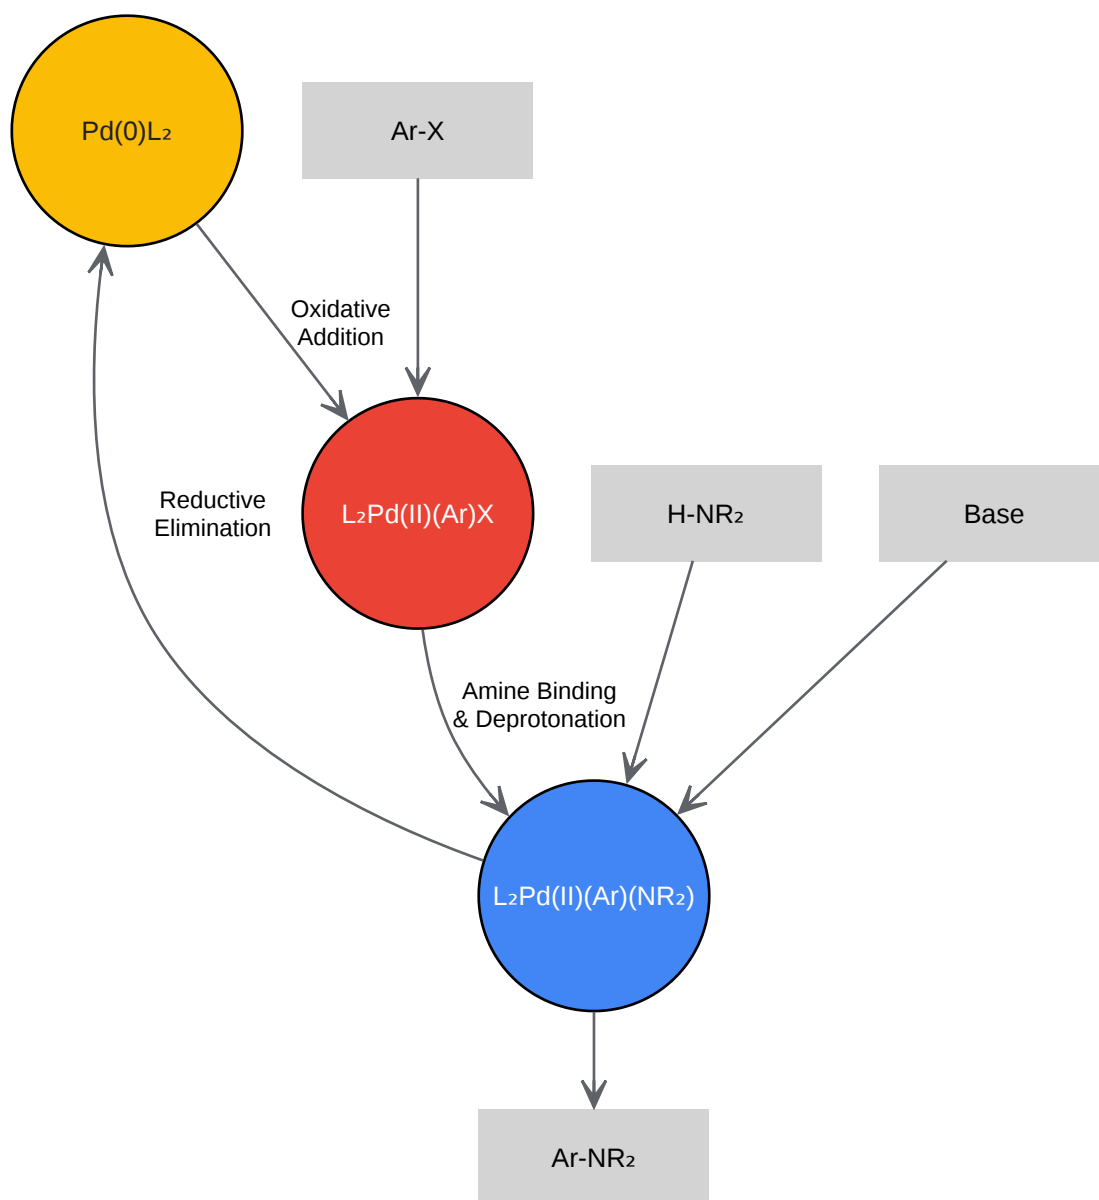 Pd(0)L₂
Ar-X
Oxidative
Addition
Reductive
Elimination
L₂Pd(II)(Ar)X
H-NR₂
Base
Amine Binding
& Deprotonation
L₂Pd(II)(Ar)(NR₂)
Ar-NR₂